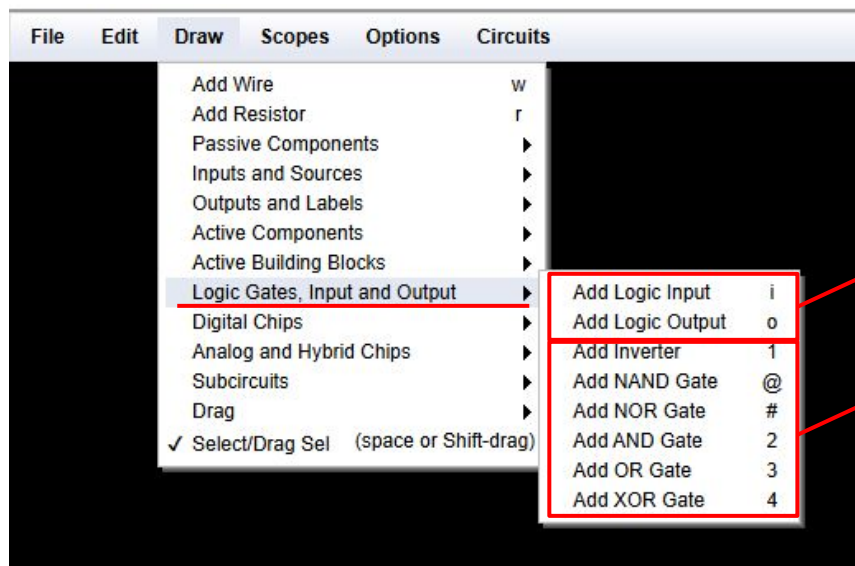 File Edit Draw Scopes Options Circuits
Add Wire w
Add Resistor r
Passive Components
Inputs and Sources
Outputs and Labels
Active Components
Active Building Blocks
Logic Gates, Input and Output
Digital Chips
Analog and Hybrid Chips
Subcircuits
Drag
✓ Select/Drag Sel (space or Shift-drag)
Add Logic Input i
Add Logic Output o
Add Inverter 1
Add NAND Gate @
Add NOR Gate #
Add AND Gate 2
Add OR Gate 3
Add XOR Gate 4